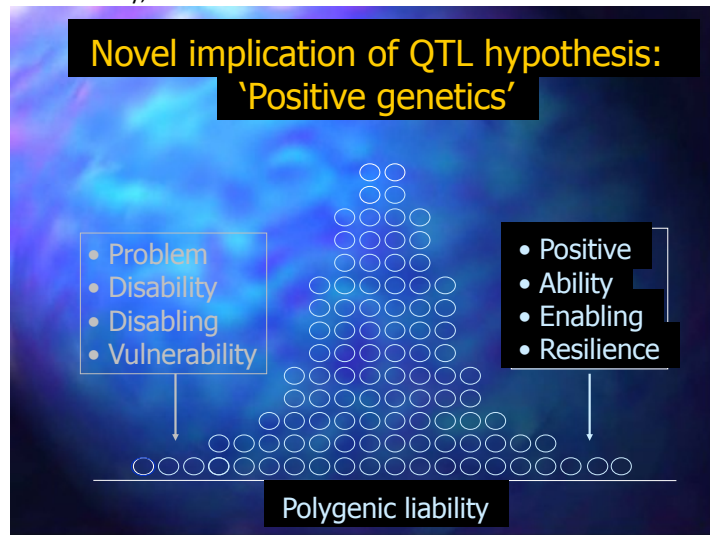 Novel implication of QTL hypothesis:
‘Positive genetics’
• Problem
• Disability
• Disabling
• Vulnerability
• Positive
• Ability
• Enabling
• Resilience
Polygenic liability